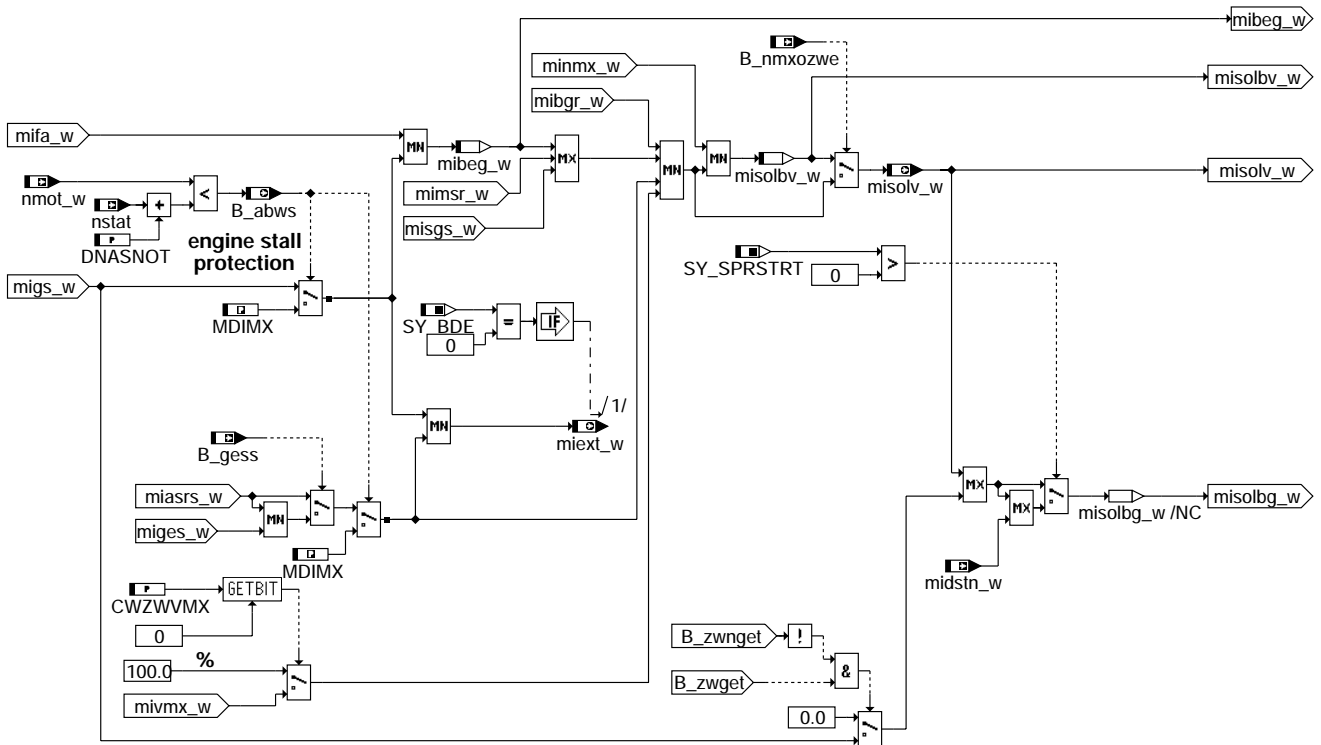 mibeg_w
B_nmxozwe
minmx_w
misolbv_w
mibgr_w
mifa_w
MN
mibeg_w
MX
MN
MN
misolbv_w
misolv_w
misolv_w
nmot_w
<
B_abws
mimsr_w
nstat
+
DNASNOT
misgs_w
engine stall
protection
SY_SPRSTRT
>
0
migs_w
MDIMX
SY_BDE
=
IF
0
/1/
MN
miext_w
B_gess
miasrs_w
MN
miges_w
MDIMX
MX
MX
misolbg_w /NC
misolbg_w
midstn_w
CWZWVMX
GETBIT
0
100.0
%
mivmx_w
B_zwnget
!
&
B_zwget
0.0